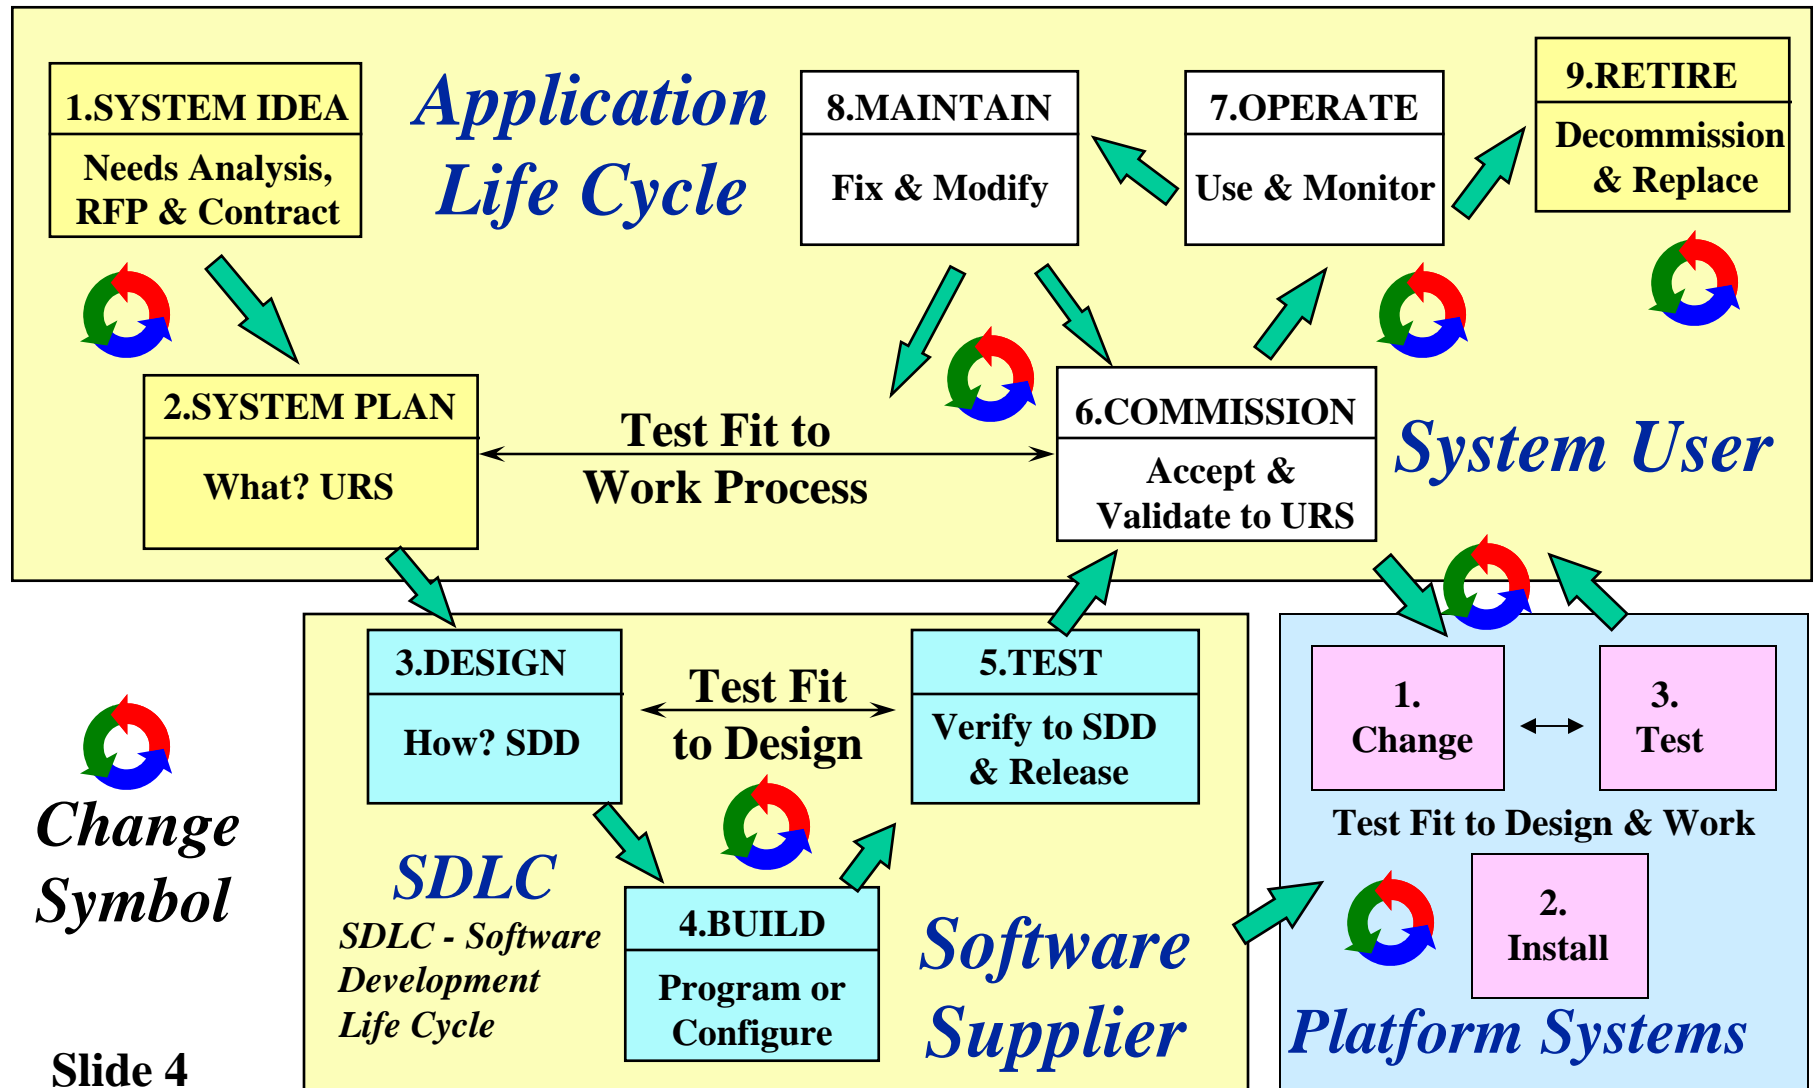 Application
Life Cycle
1.SYSTEM IDEA
Needs Analysis,
RFP & Contract
8.MAINTAIN
Fix & Modify
7.OPERATE
Use & Monitor
9.RETIRE
Decommission
& Replace
2.SYSTEM PLAN
What? URS
Test Fit to
Work Process
6.COMMISSION
Accept &
Validate to URS
System User
3.DESIGN
How? SDD
Test Fit
to Design
5.TEST
Verify to SDD
& Release
1.
Change
3.
Test
Test Fit to Design & Work
2.
Install
Platform Systems
Change
Symbol
SDLC
SDLC - Software
Development
Life Cycle
4.BUILD
Program or
Configure
Software
Supplier
Slide 4